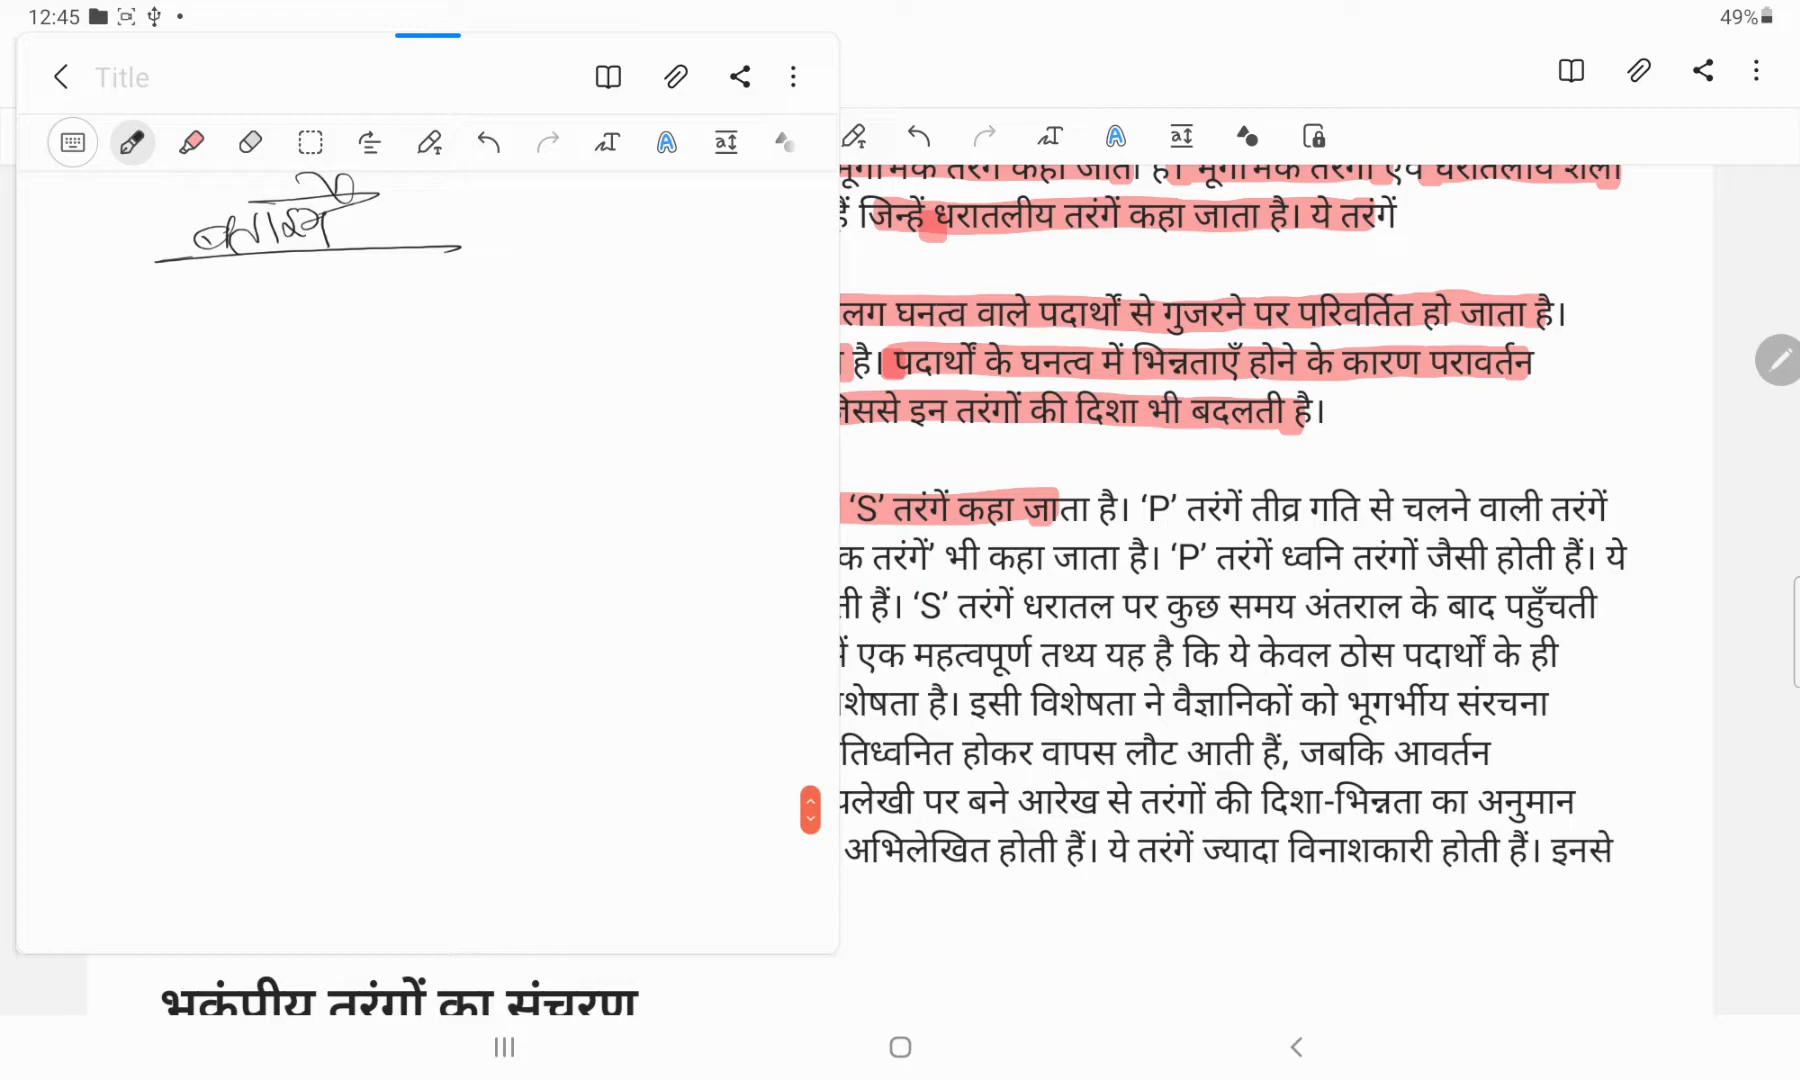 12:45
49%
Title
भूगर्भिक तरंगें कहा जाता है। भूगर्भिक तरंगों एवं धरातलीय शैलों
हैं जिन्हें धरातलीय तरंगें कहा जाता है। ये तरंगें
लग घनत्व वाले पदार्थों से गुजरने पर परिवर्तित हो जाता है।
है। पदार्थों के घनत्व में भिन्नताएँ होने के कारण परावर्तन
जिससे इन तरंगों की दिशा भी बदलती है।
‘S’ तरंगें कहा जाता है। ‘P’ तरंगें तीव्र गति से चलने वाली तरंगें
क तरंगें’ भी कहा जाता है। ‘P’ तरंगें ध्वनि तरंगों जैसी होती हैं। ये
ती हैं। ‘S’ तरंगें धरातल पर कुछ समय अंतराल के बाद पहुँचती
में एक महत्वपूर्ण तथ्य यह है कि ये केवल ठोस पदार्थों के ही
शेषता है। इसी विशेषता ने वैज्ञानिकों को भूगर्भीय संरचना
तिध्वनित होकर वापस लौट आती हैं, जबकि आवर्तन
यलेखी पर बने आरेख से तरंगों की दिशा-भिन्नता का अनुमान
अभिलेखित होती हैं। ये तरंगें ज्यादा विनाशकारी होती हैं। इनसे
भूकंपीय तरंगों का संचरण